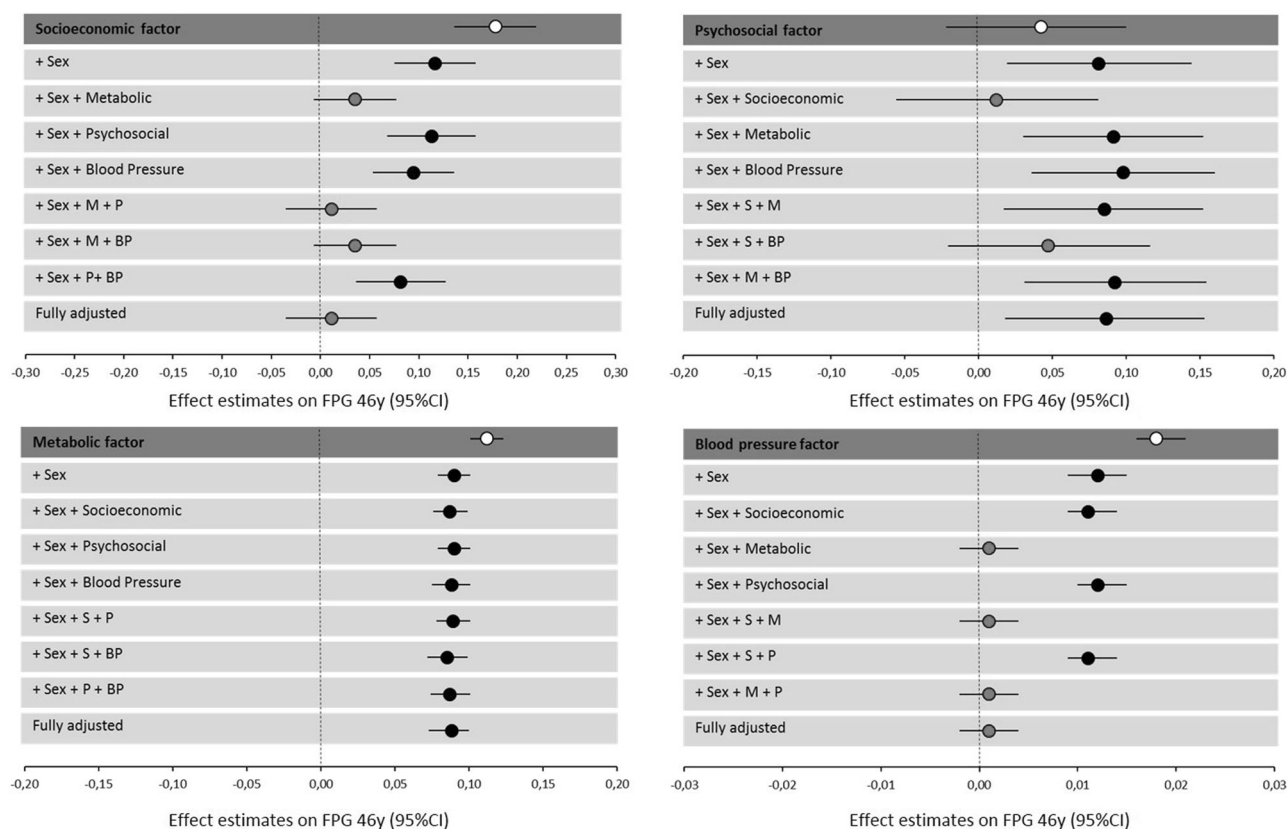 Socioeconomic factor
+ Sex
+ Sex + Metabolic
+ Sex + Psychosocial
+ Sex + Blood Pressure
+ Sex + M + P
+ Sex + M + BP
+ Sex + P+ BP
Fully adjusted
-0,30 -0,25 -0,20 -0,15 -0,10 -0,05 0,00 0,05 0,10 0,15 0,20 0,25 0,30
Effect estimates on FPG 46y (95%CI)
Psychosocial factor
+ Sex
+ Sex + Socioeconomic
+ Sex + Metabolic
+ Sex + Blood Pressure
+ Sex + S + M
+ Sex + S + BP
+ Sex + M + BP
Fully adjusted
-0,20 -0,15 -0,10 -0,05 0,00 0,05 0,10 0,15 0,20
Effect estimates on FPG 46y (95%CI)
Metabolic factor
+ Sex
+ Sex + Socioeconomic
+ Sex + Psychosocial
+ Sex + Blood Pressure
+ Sex + S + P
+ Sex + S + BP
+ Sex + P + BP
Fully adjusted
-0,20 -0,15 -0,10 -0,05 0,00 0,05 0,10 0,15 0,20
Effect estimates on FPG 46y (95%CI)
Blood pressure factor
+ Sex
+ Sex + Socioeconomic
+ Sex + Metabolic
+ Sex + Psychosocial
+ Sex + S + M
+ Sex + S + P
+ Sex + M + P
Fully adjusted
-0,03 -0,02 -0,01 0,00 0,01 0,02 0,03
Effect estimates on FPG 46y (95%CI)